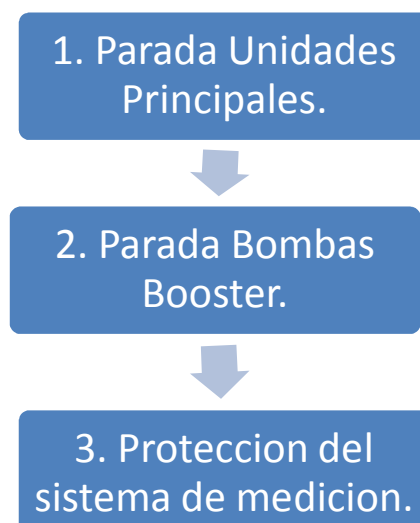 1. Parada Unidades
Principales.
2. Parada Bombas
Booster.
3. Proteccion del
sistema de medicion.